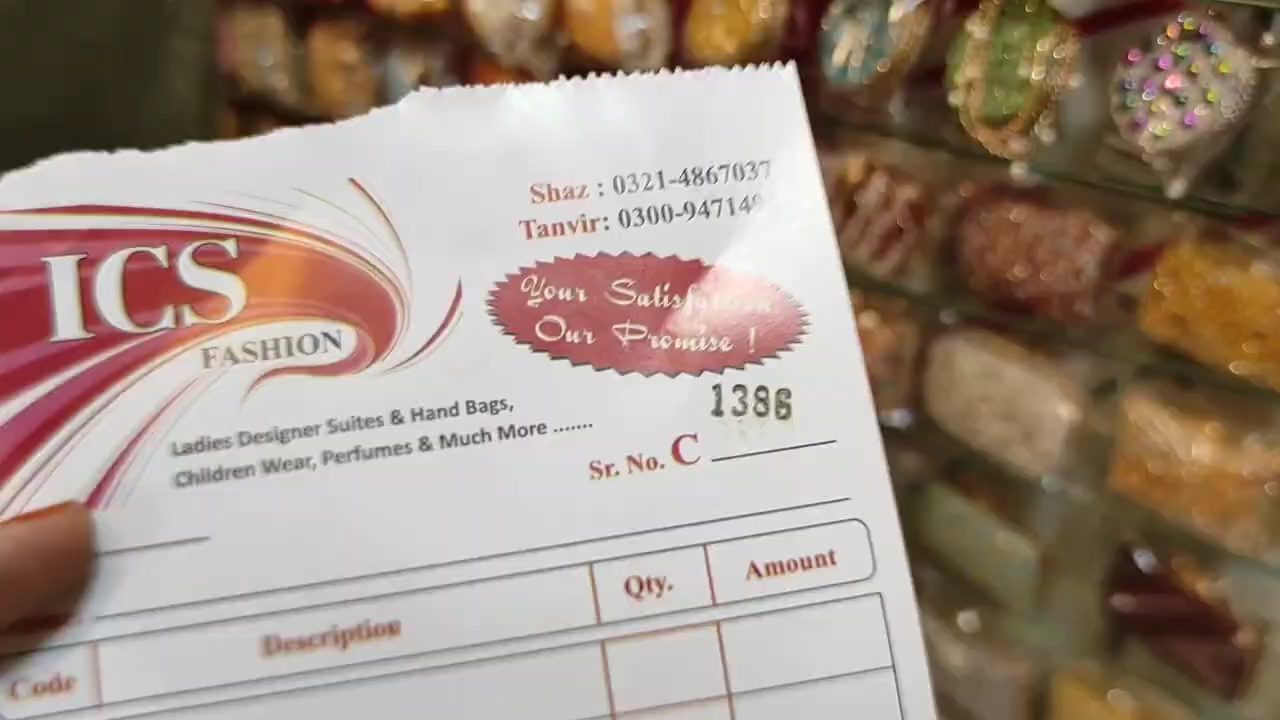 Shaz : 0321-4867037
Tanvir: 0300-947149
ICS
FASHION
Your Satisfaction
Our Promise !
Ladies Designer Suites & Hand Bags,
Children Wear, Perfumes & Much More .......
1386
Sr. No. C
Code Description Qty. Amount